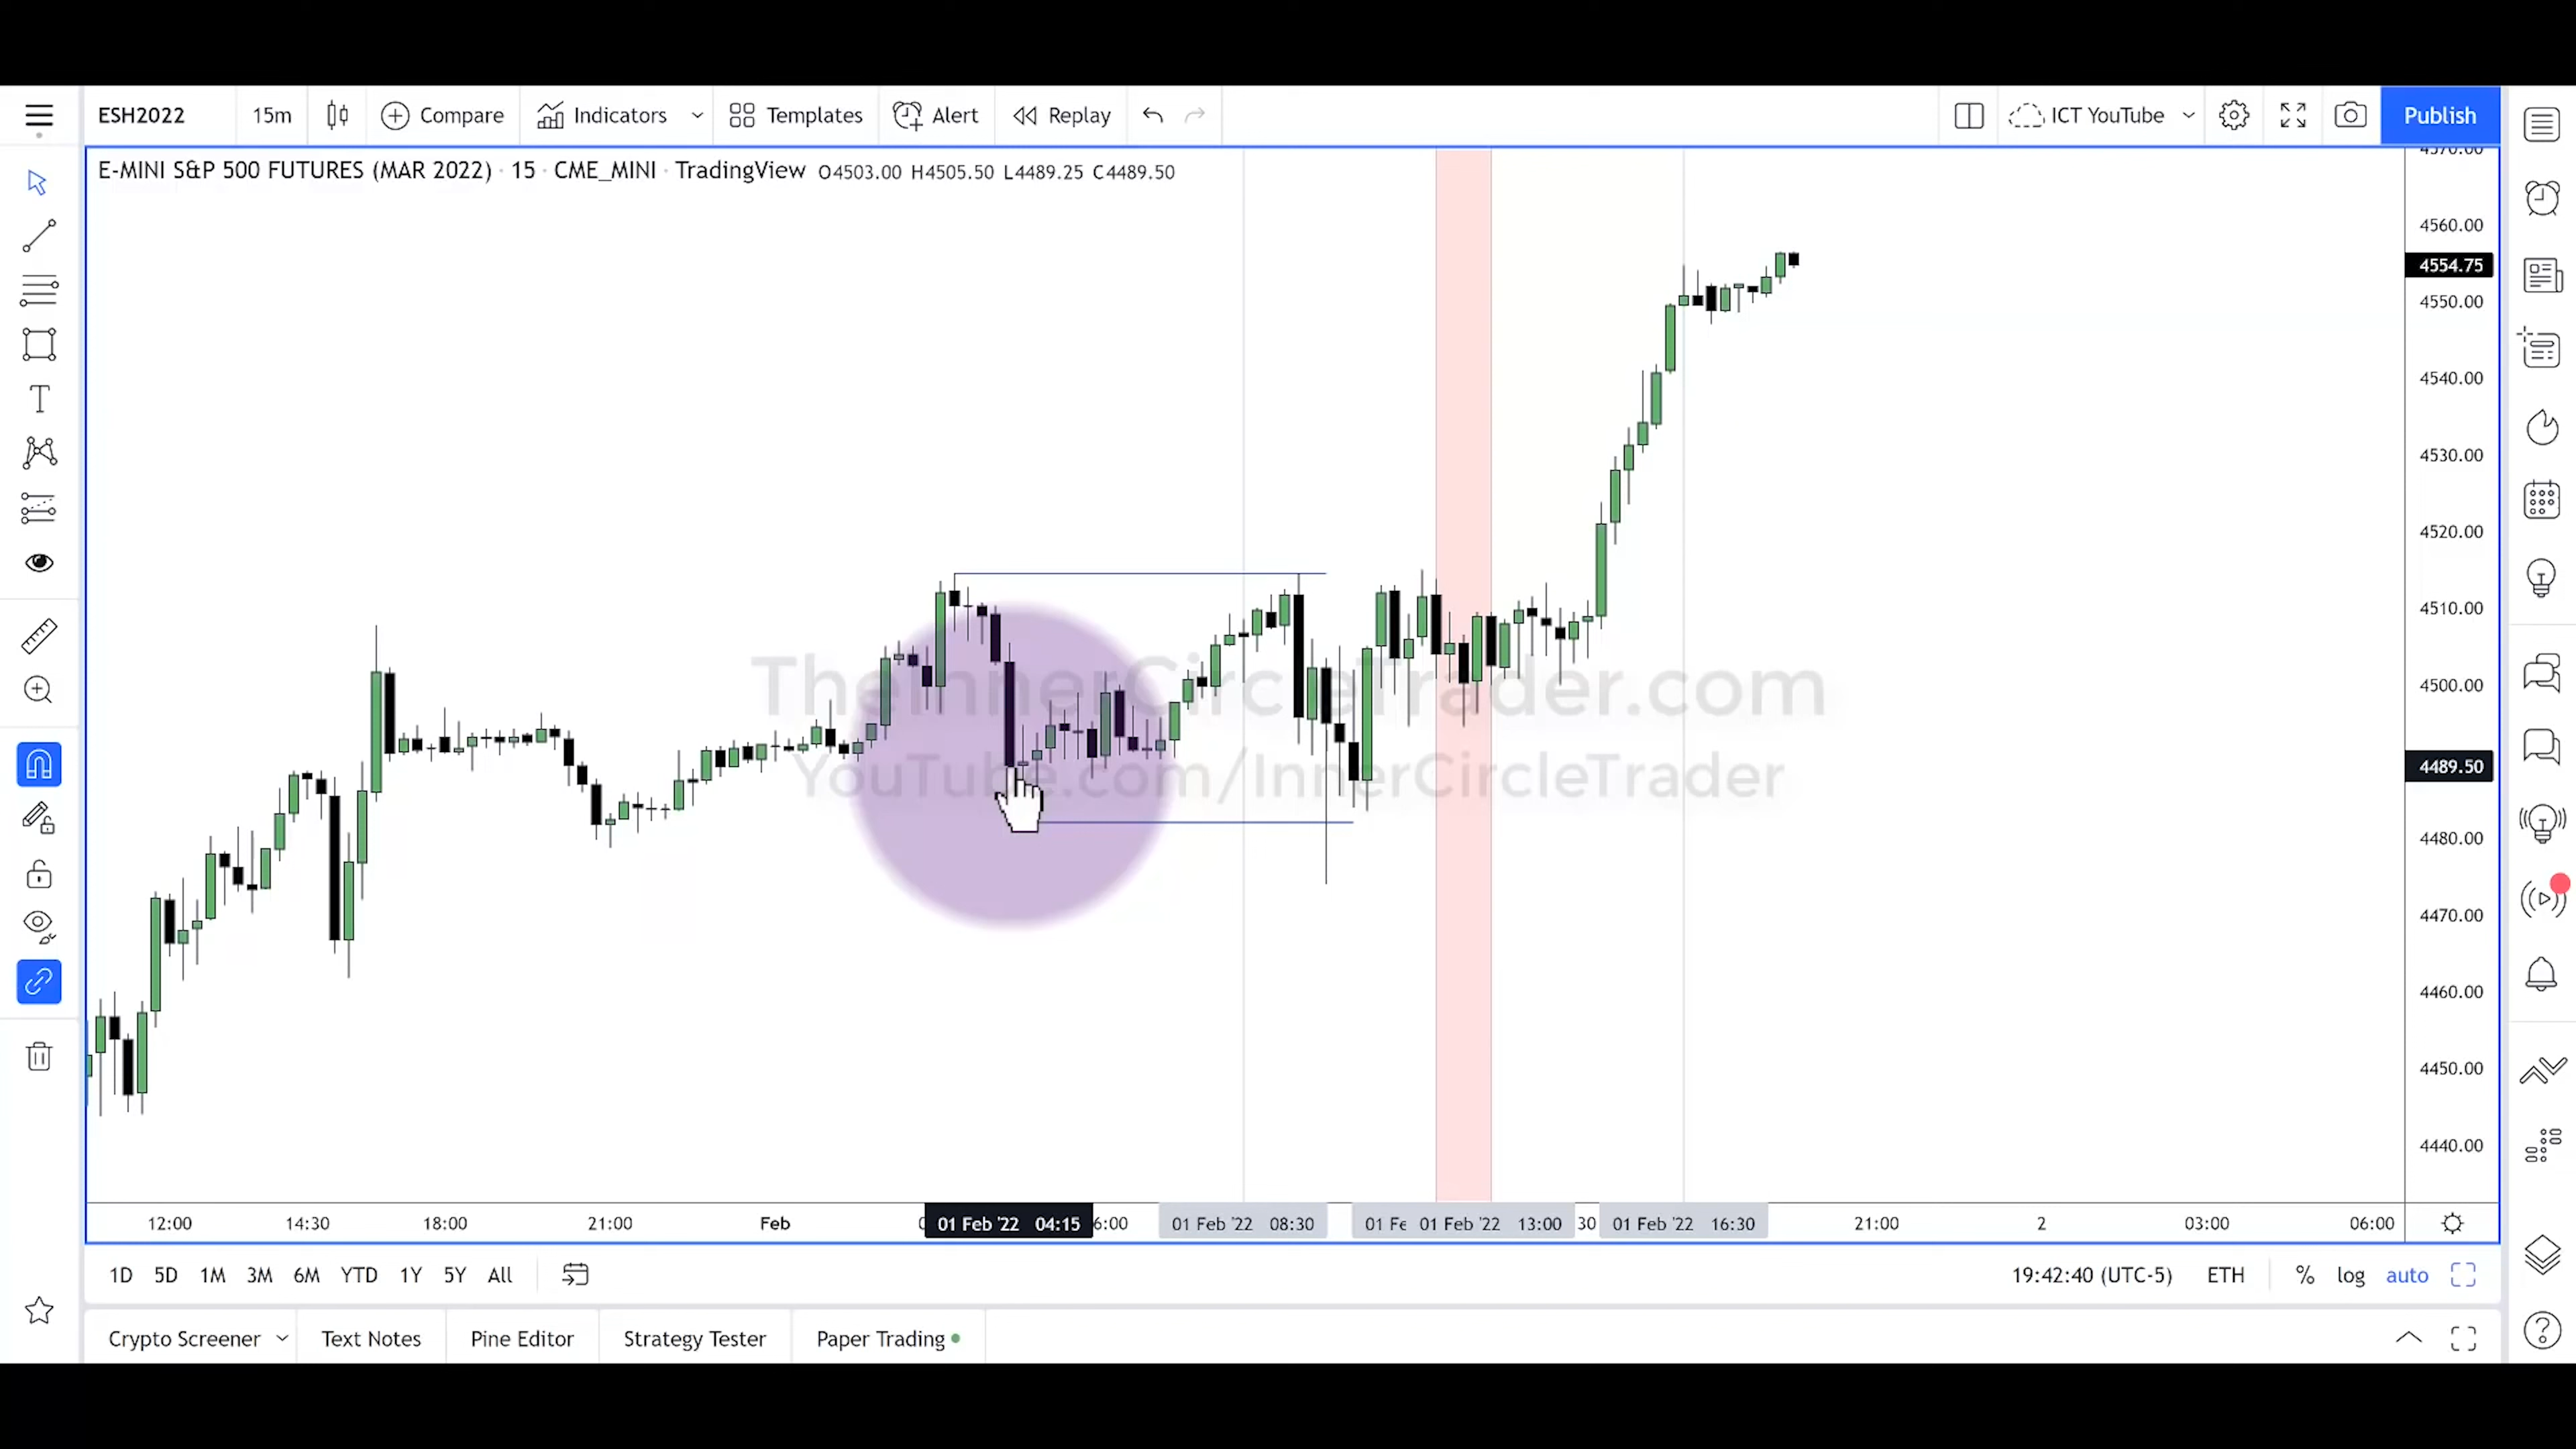 ESH2022 15m Compare Indicators Templates Alert Replay ICT YouTube Publish
E-MINI S&P 500 FUTURES (MAR 2022) · 15 · CME_MINI · TradingView O4503.00 H4505.50 L4489.25 C4489.50
4570.00
4560.00
4554.75
4550.00
4540.00
4530.00
4520.00
4510.00
4500.00
4489.50
4480.00
4470.00
4460.00
4450.00
4440.00
TheInnerCircleTrader.com
YouTube.com/InnerCircleTrader
12:00 14:30 18:00 21:00 Feb 01 Feb '22 04:15 6:00 01 Feb '22 08:30 01 Fe 01 Feb '22 13:00 30 01 Feb '22 16:30 21:00 2 03:00 06:00
1D 5D 1M 3M 6M YTD 1Y 5Y All 19:42:40 (UTC-5) ETH % log auto
Crypto Screener Text Notes Pine Editor Strategy Tester Paper Trading